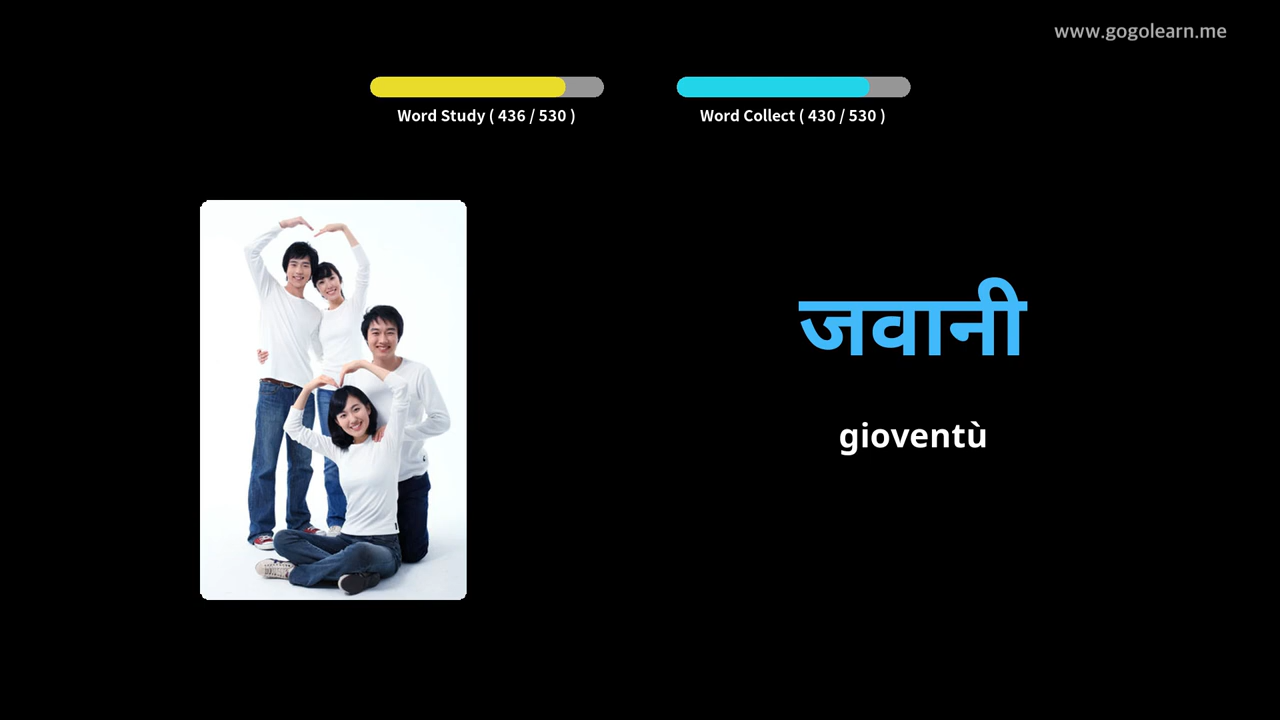 www.gogolearn.me
Word Study ( 436 / 530 )
Word Collect ( 430 / 530 )
जवानी
gioventù